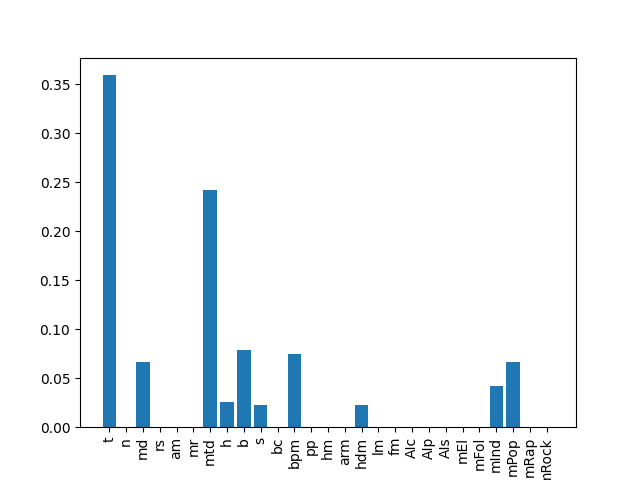 0.35
0.30
0.25
0.20
0.15
0.10
0.05
0.00
t
n
md
rs
am
mr
mtd
h
b
s
bc
bpm
pp
hm
arm
hdm
lm
fm
Alc
Alp
Als
mEl
mFol
mInd
mPop
mRap
mRock